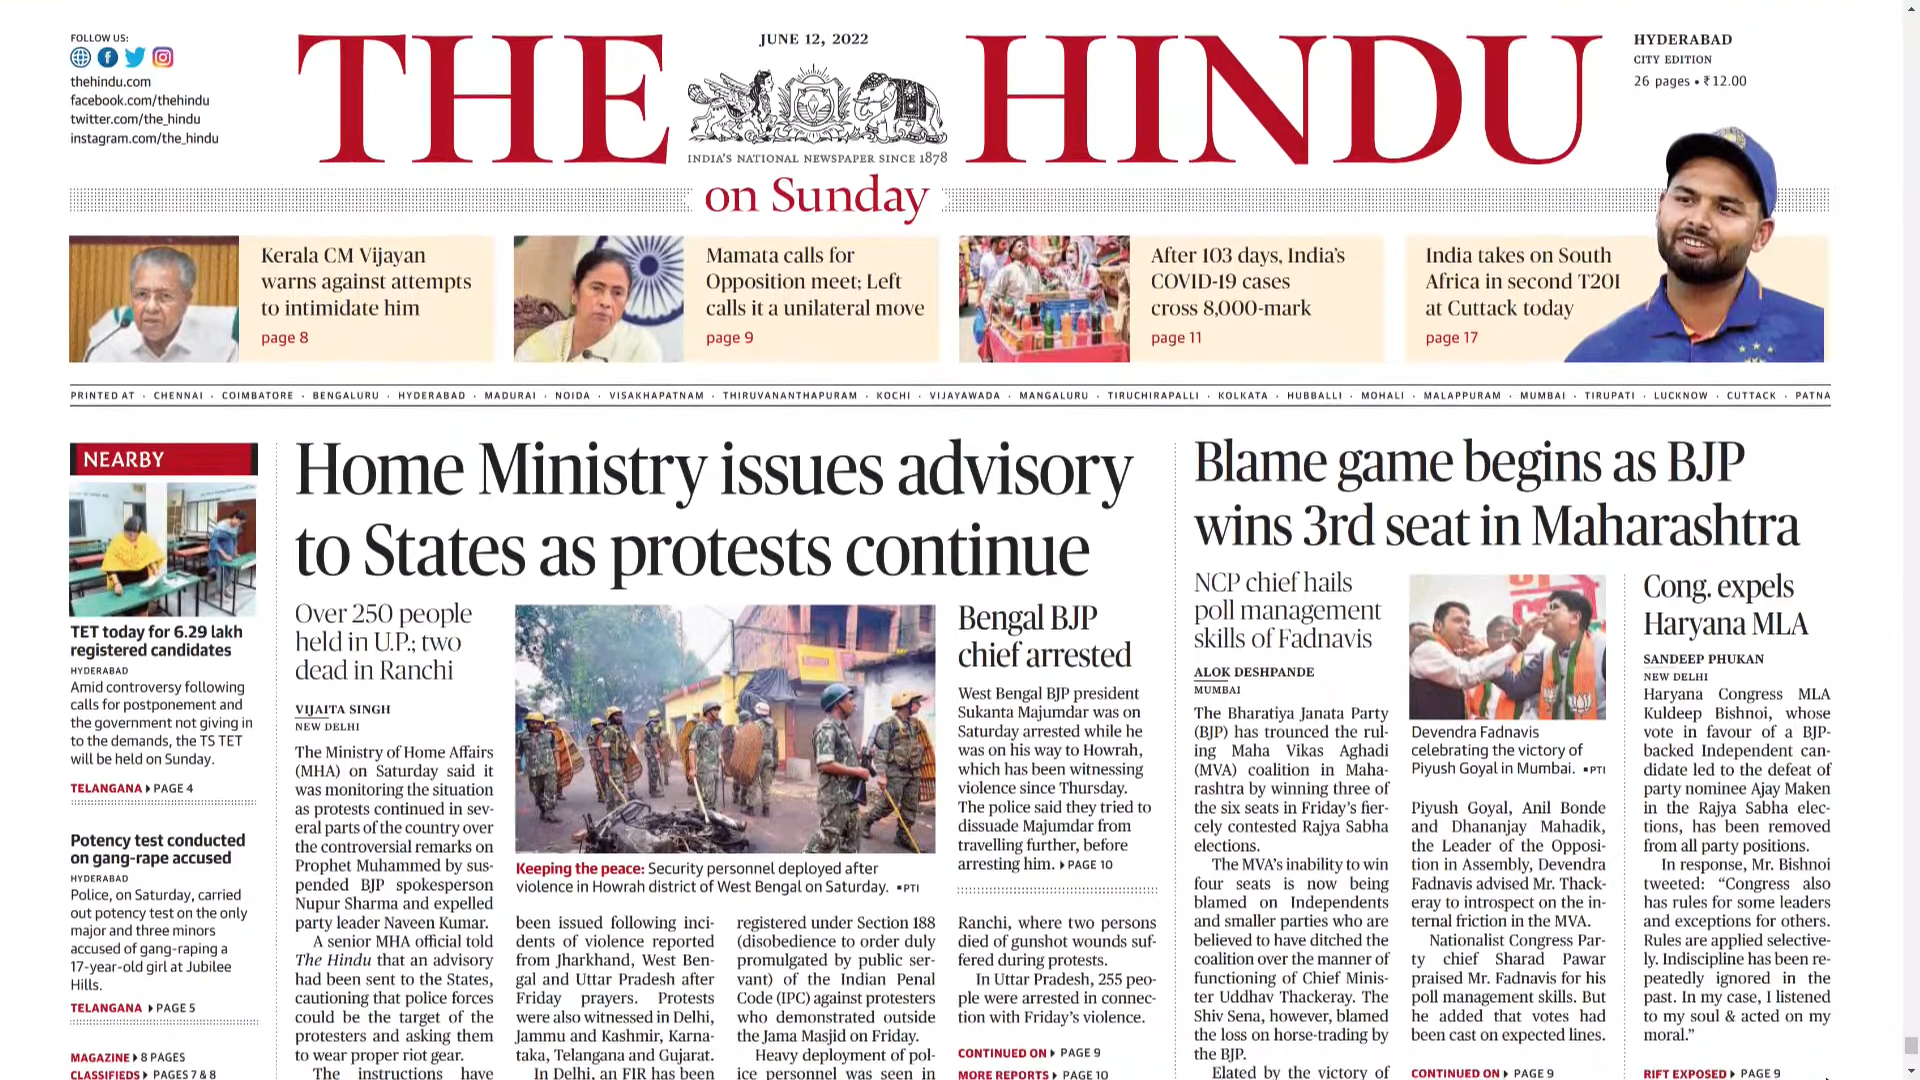 FOLLOW US:
thehindu.com
facebook.com/thehindu
twitter.com/the_hindu
instagram.com/the_hindu
JUNE 12, 2022
THE HINDU
INDIA'S NATIONAL NEWSPAPER SINCE 1878
on Sunday
HYDERABAD
CITY EDITION
26 pages • ₹12.00
Kerala CM Vijayan
warns against attempts
to intimidate him
page 8
Mamata calls for
Opposition meet; Left
calls it a unilateral move
page 9
After 103 days, India's
COVID-19 cases
cross 8,000-mark
page 11
India takes on South
Africa in second T20I
at Cuttack today
page 17
PRINTED AT · CHENNAI · COIMBATORE · BENGALURU · HYDERABAD · MADURAI · NOIDA · VISAKHAPATNAM · THIRUVANANTHAPURAM · KOCHI · VIJAYAWADA · MANGALURU · TIRUCHIRAPALLI · KOLKATA · HUBBALLI · MOHALI · MALAPPURAM · MUMBAI · TIRUPATI · LUCKNOW · CUTTACK · PATNA
NEARBY
TET today for 6.29 lakh
registered candidates
HYDERABAD
Amid controversy following
calls for postponement and
the government not giving in
to the demands, the TS TET
will be held on Sunday.
TELANGANA PAGE 4
Potency test conducted
on gang-rape accused
HYDERABAD
Police, on Saturday, carried
out potency test on the only
major and three minors
accused of gang-raping a
17-year-old girl at Jubilee
Hills.
TELANGANA PAGE 5
MAGAZINE 8 PAGES
CLASSIFIEDS PAGES 7 & 8
Home Ministry issues advisory
to States as protests continue
Over 250 people
held in U.P.; two
dead in Ranchi
VIJAITA SINGH
NEW DELHI
The Ministry of Home Affairs
(MHA) on Saturday said it
was monitoring the situation
as protests continued in sev-
eral parts of the country over
the controversial remarks on
Prophet Muhammed by sus-
pended BJP spokesperson
Nupur Sharma and expelled
party leader Naveen Kumar.
A senior MHA official told
The Hindu that an advisory
had been sent to the States,
cautioning that police forces
could be the target of the
protesters and asking them
to wear proper riot gear.
The instructions have
Keeping the peace: Security personnel deployed after
violence in Howrah district of West Bengal on Saturday. ▪PTI
been issued following inci-
dents of violence reported
from Jharkhand, West Ben-
gal and Uttar Pradesh after
Friday prayers. Protests
were also witnessed in Delhi,
Jammu and Kashmir, Karna-
taka, Telangana and Gujarat.
In Delhi, an FIR has been
registered under Section 188
(disobedience to order duly
promulgated by public ser-
vant) of the Indian Penal
Code (IPC) against protesters
who demonstrated outside
the Jama Masjid on Friday.
Heavy deployment of pol-
ice personnel was seen in
Bengal BJP
chief arrested
West Bengal BJP president
Sukanta Majumdar was on
Saturday arrested while he
was on his way to Howrah,
which has been witnessing
violence since Thursday.
The police said they tried to
dissuade Majumdar from
travelling further, before
arresting him. PAGE 10
Ranchi, where two persons
died of gunshot wounds suf-
fered during protests.
In Uttar Pradesh, 255 peo-
ple were arrested in connec-
tion with Friday's violence.
CONTINUED ON PAGE 9
MORE REPORTS PAGE 10
Blame game begins as BJP
wins 3rd seat in Maharashtra
NCP chief hails
poll management
skills of Fadnavis
ALOK DESHPANDE
MUMBAI
The Bharatiya Janata Party
(BJP) has trounced the rul-
ing Maha Vikas Aghadi
(MVA) coalition in Maha-
rashtra by winning three of
the six seats in Friday's fier-
cely contested Rajya Sabha
elections.
The MVA's inability to win
four seats is now being
blamed on Independents
and smaller parties who are
believed to have ditched the
coalition over the manner of
functioning of Chief Minis-
ter Uddhav Thackeray. The
Shiv Sena, however, blamed
the loss on horse-trading by
the BJP.
Elated by the victory of
Devendra Fadnavis
celebrating the victory of
Piyush Goyal in Mumbai. ▪PTI
Piyush Goyal, Anil Bonde
and Dhananjay Mahadik,
the Leader of the Opposi-
tion in Assembly, Devendra
Fadnavis advised Mr. Thack-
eray to introspect on the in-
ternal friction in the MVA.
Nationalist Congress Par-
ty chief Sharad Pawar
praised Mr. Fadnavis for his
poll management skills. But
he added that votes had
been cast on expected lines.
CONTINUED ON PAGE 9
Cong. expels
Haryana MLA
SANDEEP PHUKAN
NEW DELHI
Haryana Congress MLA
Kuldeep Bishnoi, whose
vote in favour of a BJP-
backed Independent can-
didate led to the defeat of
party nominee Ajay Maken
in the Rajya Sabha elec-
tions, has been removed
from all party positions.
In response, Mr. Bishnoi
tweeted: “Congress also
has rules for some leaders
and exceptions for others.
Rules are applied selective-
ly. Indiscipline has been re-
peatedly ignored in the
past. In my case, I listened
to my soul & acted on my
moral.”
RIFT EXPOSED PAGE 9